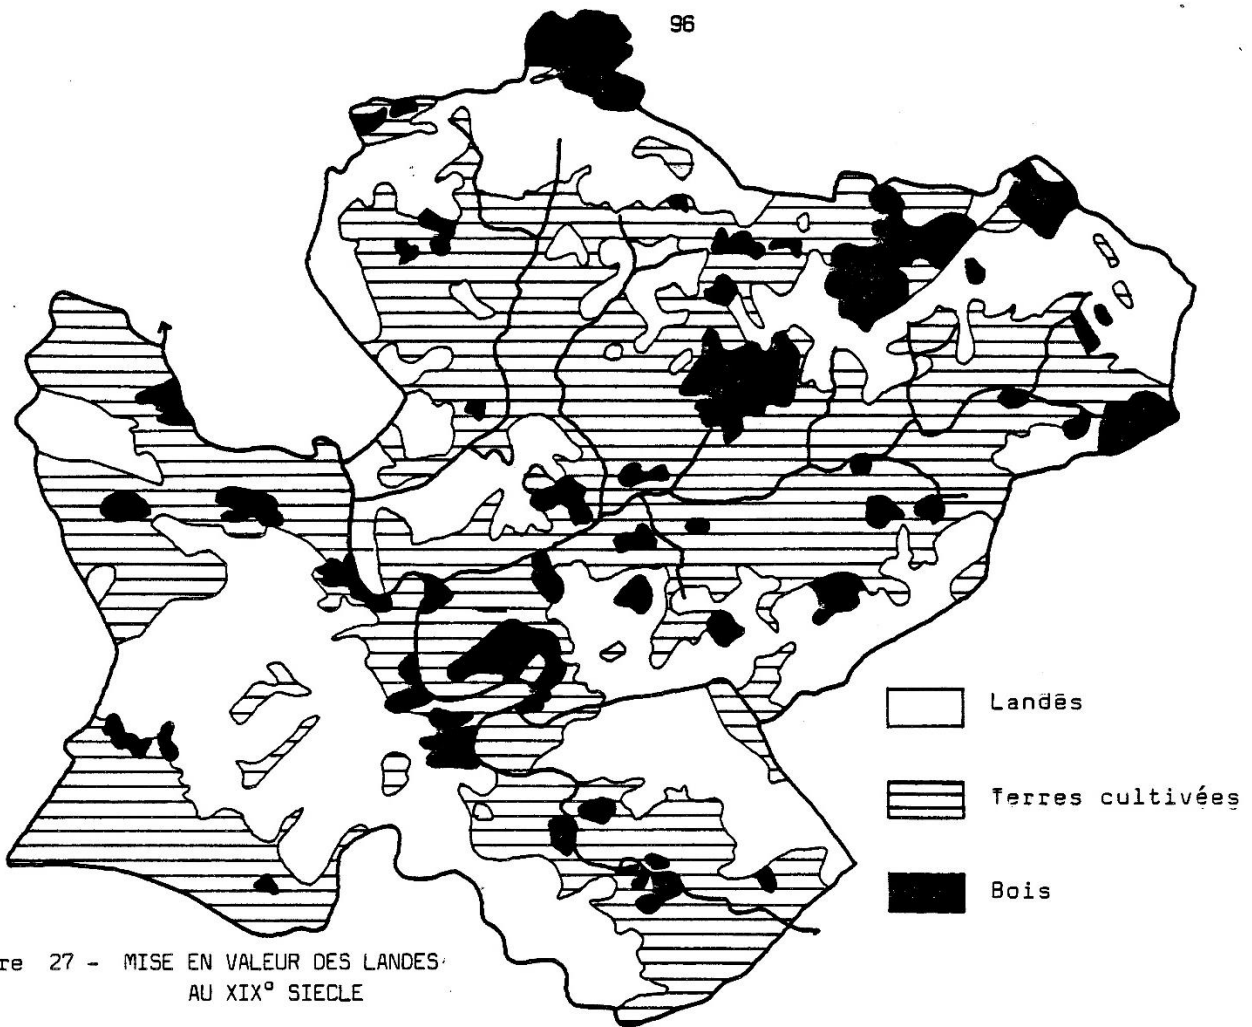 96
Landes
Terres cultivées
Bois
re 27 - MISE EN VALEUR DES LANDES
AU XIX° SIECLE